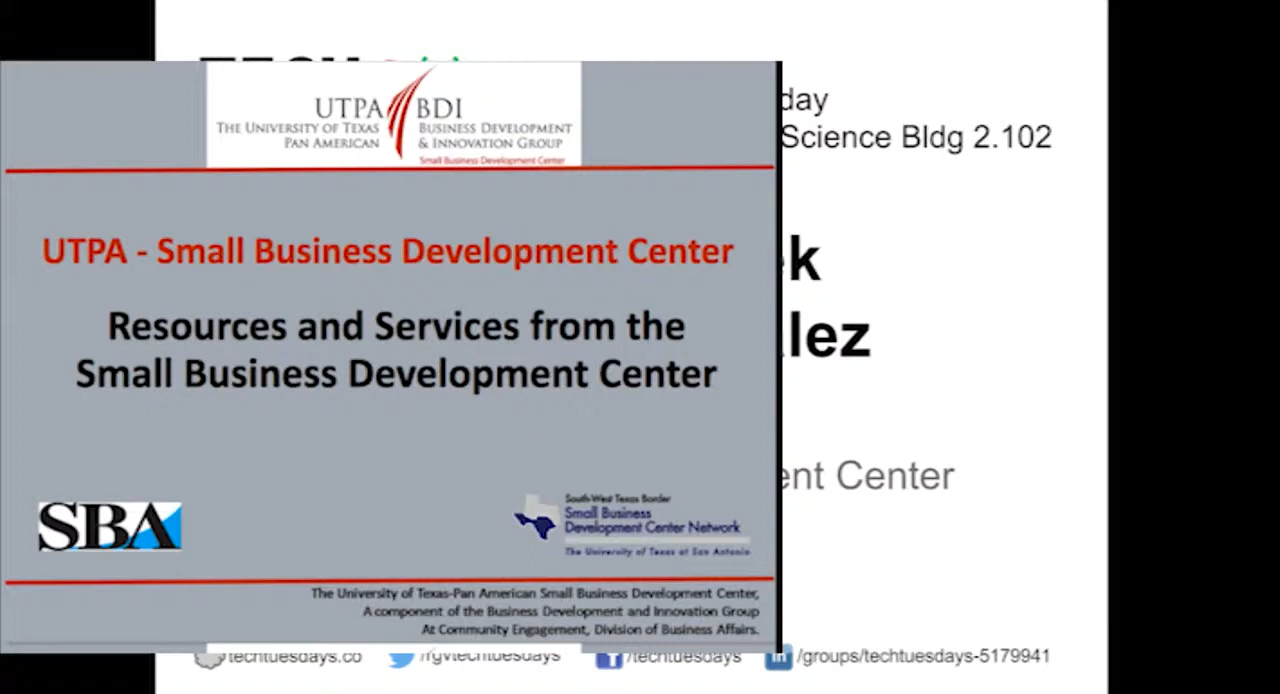 UTPA BDI
THE UNIVERSITY OF TEXAS
PAN AMERICAN
BUSINESS DEVELOPMENT
& INNOVATION GROUP
Small Business Development Center
UTPA - Small Business Development Center
Resources and Services from the
Small Business Development Center
SBA
South-West Texas Border
Small Business
Development Center Network
The University of Texas at San Antonio
The University of Texas-Pan American Small Business Development Center,
A component of the Business Development and Innovation Group
At Community Engagement, Division of Business Affairs.
day
Science Bldg 2.102
ek
lez
ent Center
techtuesdays.co
/rgvtechtuesdays
/techtuesdays
/groups/techtuesdays-5179941